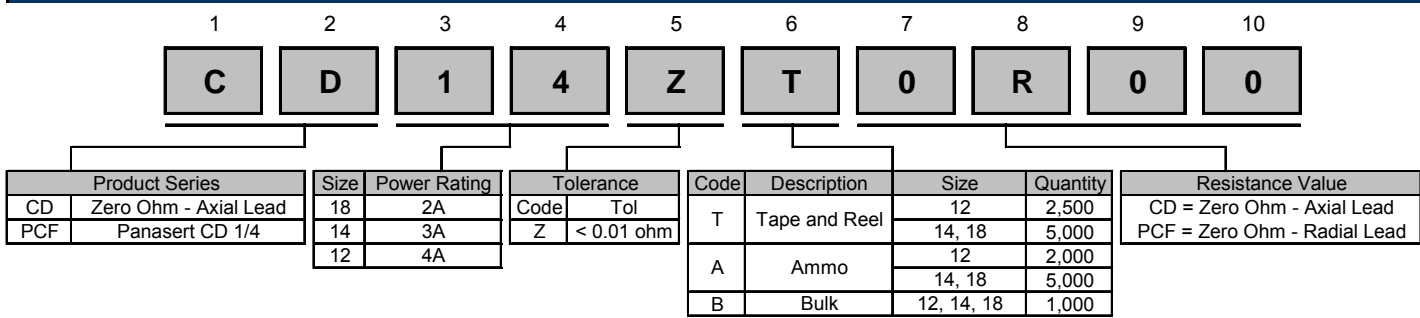 1 2 3 4 5 6 7 8 9 10
C D 1 4 Z T 0 R 0 0
Product Series
CD Zero Ohm - Axial Lead
PCF Panasert CD 1/4
Size Power Rating
18 2A
14 3A
12 4A
Tolerance
Code Tol
Z < 0.01 ohm
Code Description Size Quantity
T Tape and Reel 12 2,500
14, 18 5,000
A Ammo 12 2,000
14, 18 5,000
B Bulk 12, 14, 18 1,000
Resistance Value
CD = Zero Ohm - Axial Lead
PCF = Zero Ohm - Radial Lead